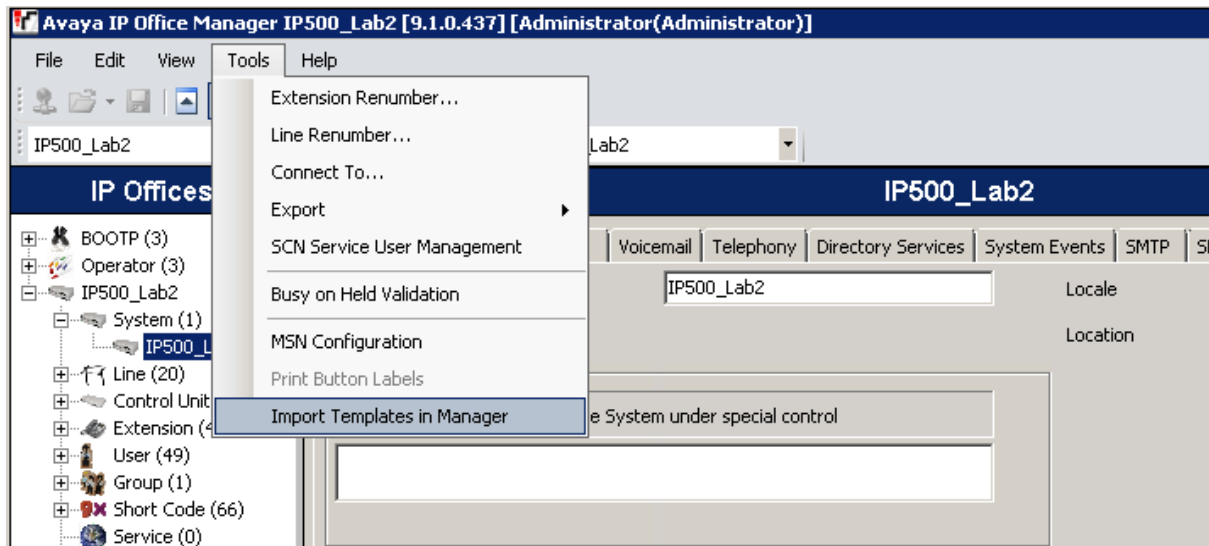 Avaya IP Office Manager IP500_Lab2 [9.1.0.437] [Administrator(Administrator)]
File Edit View Tools Help
Extension Renumber...
Line Renumber...
IP500_Lab2
Lab2
Connect To...
IP Offices
IP500_Lab2
Export
SCN Service User Management
Busy on Held Validation
MSN Configuration
Print Button Labels
Import Templates in Manager
BOOTP (3)
Operator (3)
IP500_Lab2
System (1)
IP500_L
Line (20)
Control Unit
Extension (4
User (49)
Group (1)
Short Code (66)
Service (0)
Voicemail Telephony Directory Services System Events SMTP
IP500_Lab2
Locale
Location
e System under special control